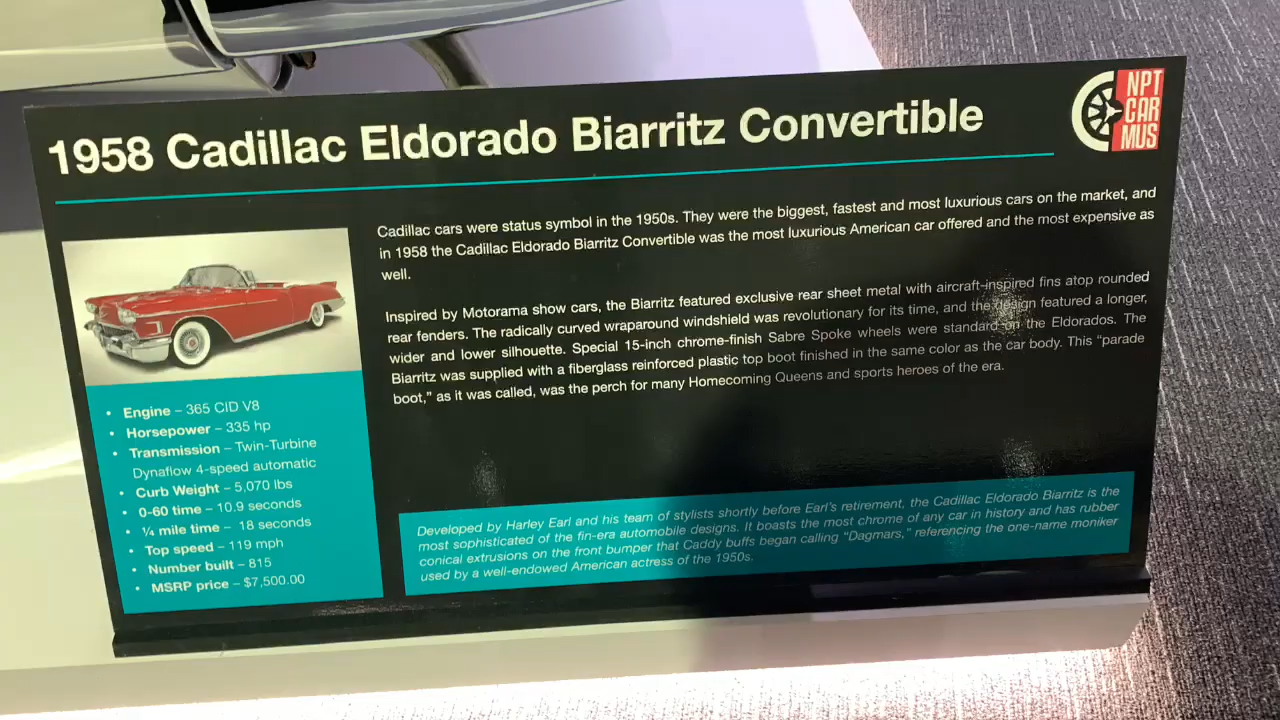 1958 Cadillac Eldorado Biarritz Convertible
NPT
CAR
MUS
Cadillac cars were status symbol in the 1950s. They were the biggest, fastest and most luxurious cars on the market, and
in 1958 the Cadillac Eldorado Biarritz Convertible was the most luxurious American car offered and the most expensive as
well.
Inspired by Motorama show cars, the Biarritz featured exclusive rear sheet metal with aircraft-inspired fins atop rounded
rear fenders. The radically curved wraparound windshield was revolutionary for its time, and the design featured a longer,
wider and lower silhouette. Special 15-inch chrome-finish Sabre Spoke wheels were standard on the Eldorados. The
Biarritz was supplied with a fiberglass reinforced plastic top boot finished in the same color as the car body. This “parade
boot,” as it was called, was the perch for many Homecoming Queens and sports heroes of the era.
• Engine – 365 CID V8
• Horsepower – 335 hp
• Transmission – Twin-Turbine
Dynaflow 4-speed automatic
• Curb Weight – 5,070 lbs
• 0-60 time – 10.9 seconds
• ¼ mile time – 18 seconds
• Top speed – 119 mph
• Number built – 815
• MSRP price – $7,500.00
Developed by Harley Earl and his team of stylists shortly before Earl’s retirement, the Cadillac Eldorado Biarritz is the
most sophisticated of the fin-era automobile designs. It boasts the most chrome of any car in history and has rubber
conical extrusions on the front bumper that Caddy buffs began calling “Dagmars,” referencing the one-name moniker
used by a well-endowed American actress of the 1950s.